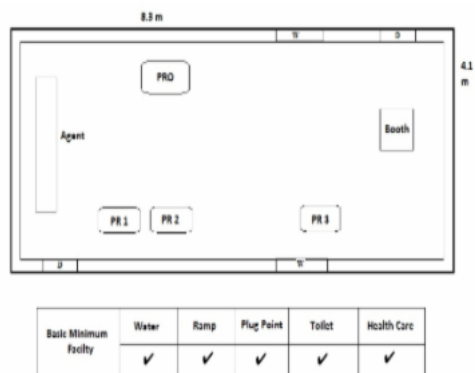 8.3 m
W D
4.1
m
PRO
Agent
Booth
PR 1 PR 2 PR 3
D W
Basic Minimum
Facilty
Water Ramp Plug Point Toilet Health Care
✔ ✔ ✔ ✔ ✔